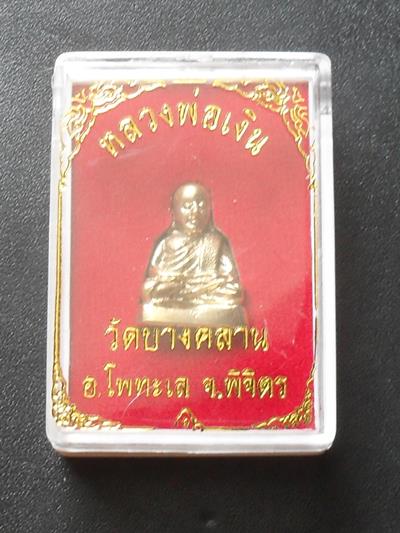 หลวงพ่อเงิน
วัดบางคลาน
อ.โพทะเล จ.พิจิตร